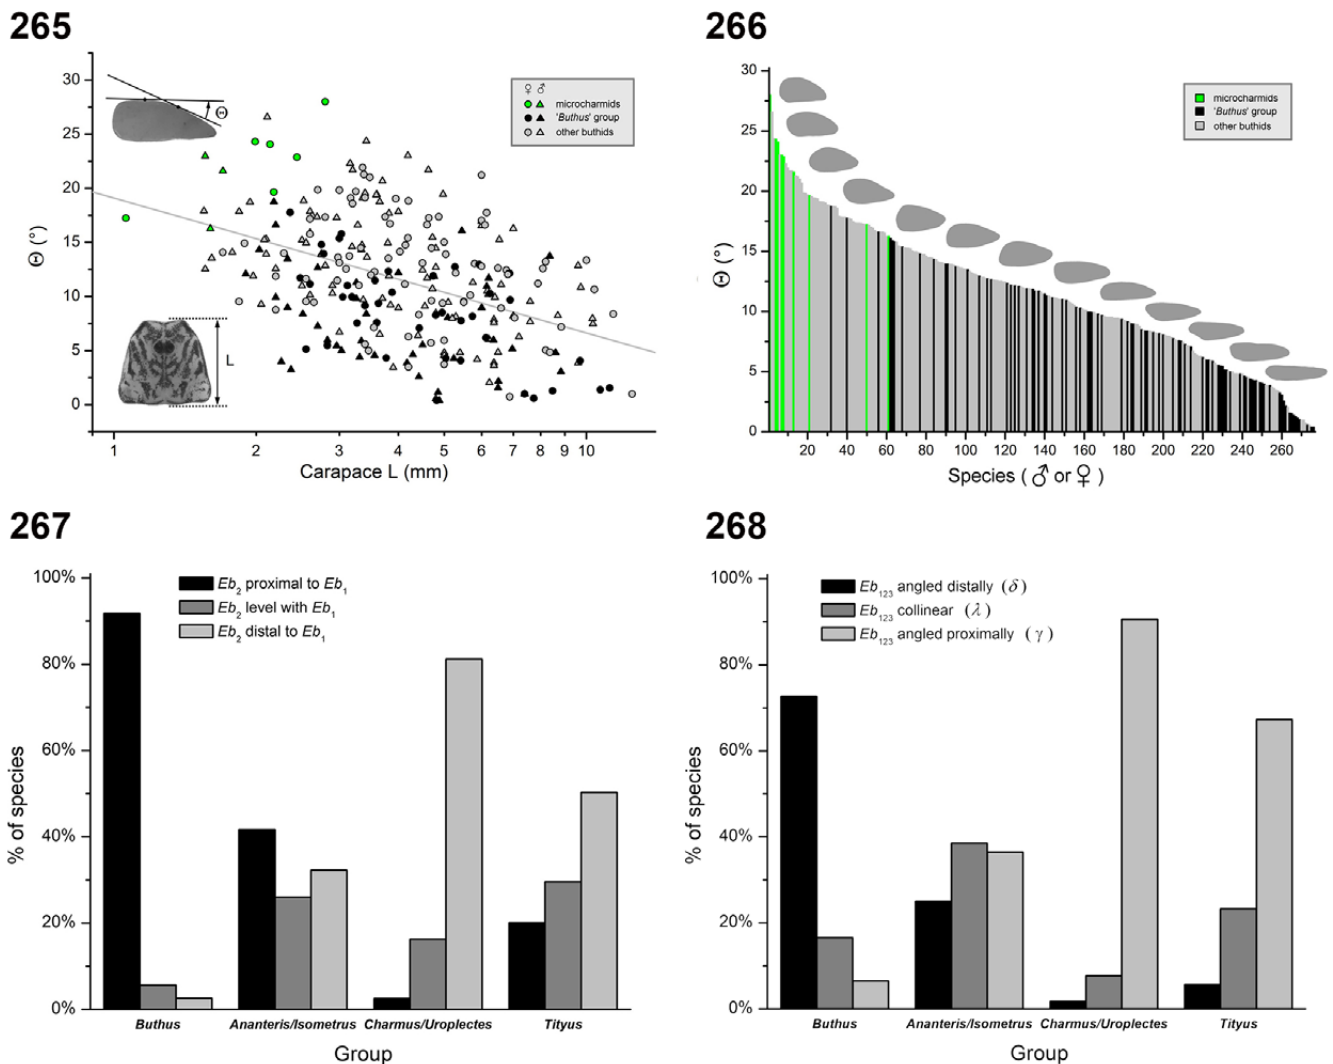 265
30
25
20
15
10
5
0
Θ (°)
Θ
L
♀ ♂
microcharmids
'Buthus' group
other buthids
1 2 3 4 5 6 7 8 9 10
Carapace L (mm)
266
30
25
20
15
10
5
0
Θ (°)
microcharmids
'Buthus' group
other buthids
20 40 60 80 100 120 140 160 180 200 220 240 260
Species (♂ or ♀)
267
100%
80%
60%
40%
20%
0%
% of species
Eb2 proximal to Eb1
Eb2 level with Eb1
Eb2 distal to Eb1
Buthus Ananteris/Isometrus Charmus/Uroplectes Tityus
Group
268
100%
80%
60%
40%
20%
0%
% of species
Eb123 angled distally (δ)
Eb123 collinear (λ)
Eb123 angled proximally (γ)
Buthus Ananteris/Isometrus Charmus/Uroplectes Tityus
Group